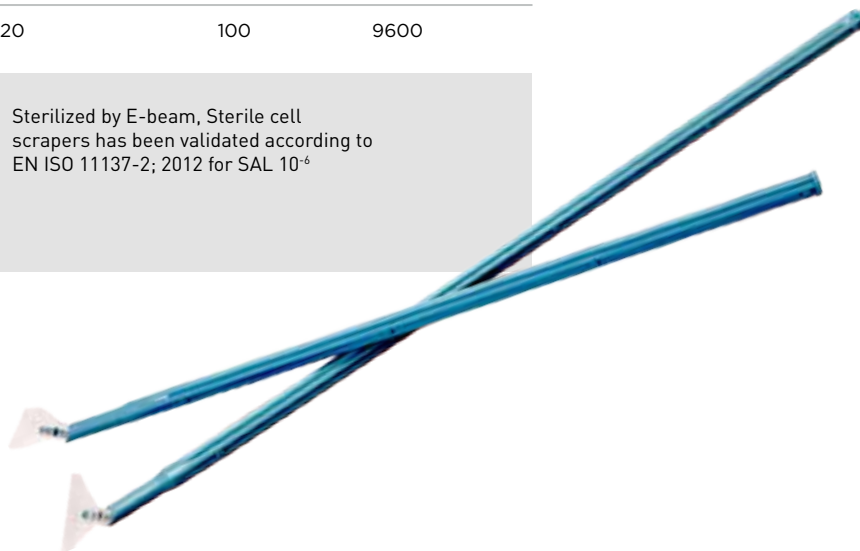 20 100 9600
Sterilized by E-beam, Sterile cell
scrapers has been validated according to
EN ISO 11137-2; 2012 for SAL 10⁻⁶